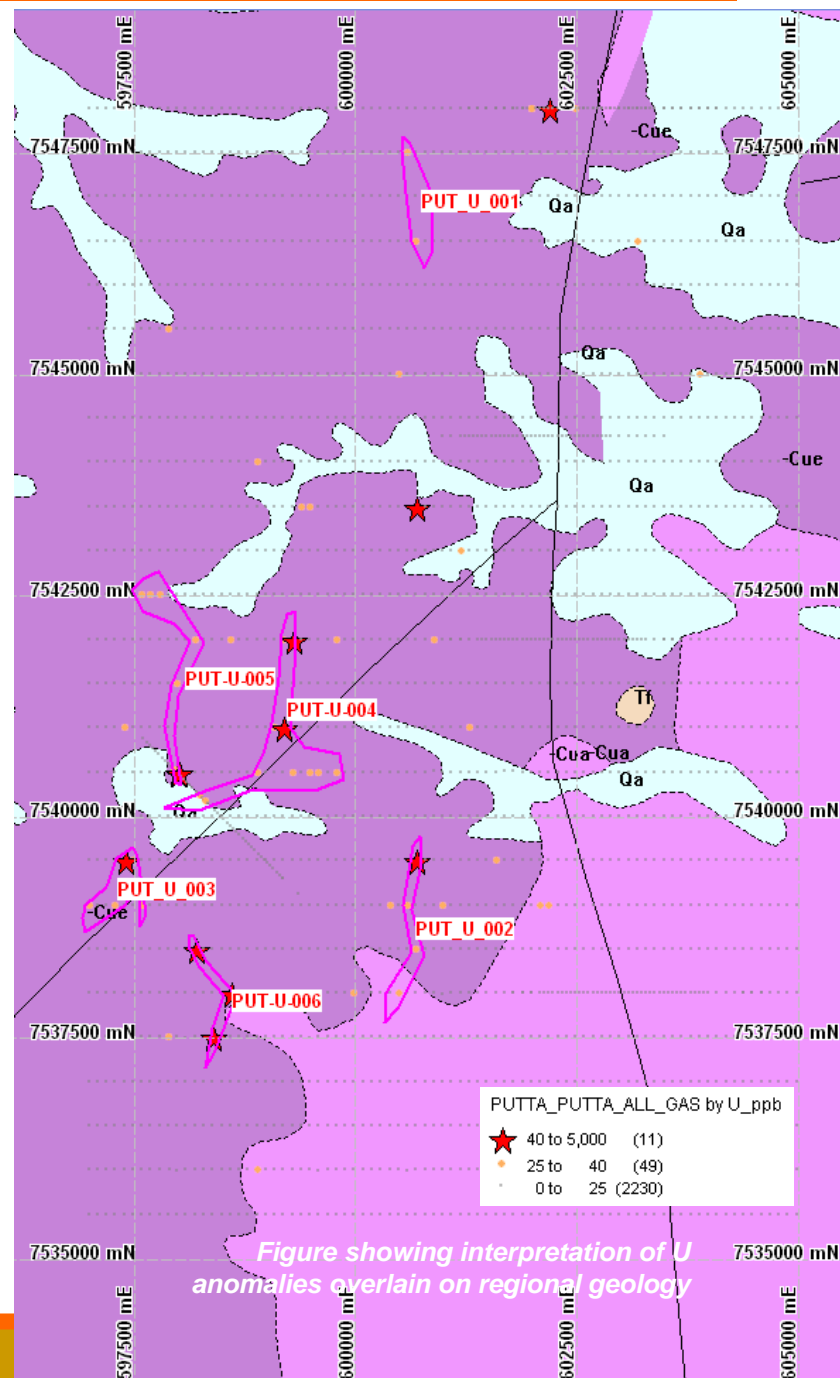 597500 mE
600000 mE
602500 mE
605000 mE
-Cue
7547500 mN
7547500 mN
PUT_U_001
Qa
Qa
Qa
7545000 mN
7545000 mN
-Cue
Qa
7542500 mN
7542500 mN
PUT-U-005
Tf
PUT-U-004
-Cua
-Cua
Qa
7540000 mN
Qa
7540000 mN
PUT_U_003
-Cue
PUT_U_002
PUT-U-006
7537500 mN
7537500 mN
PUTTA_PUTTA_ALL_GAS by U_ppb
40 to 5,000 (11)
25 to 40 (49)
0 to 25 (2230)
7535000 mN
7535000 mN
Figure showing interpretation of U
anomalies overlain on regional geology
597500 mE
600000 mE
602500 mE
605000 mE